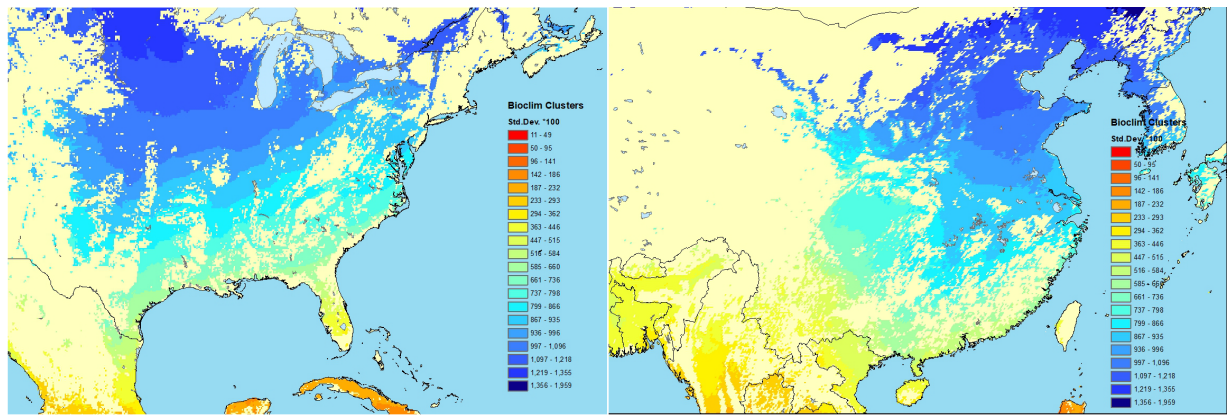 Bioclim Clusters
Std.Dev. *100
11 - 49
50 - 95
96 - 141
142 - 186
187 - 232
233 - 293
294 - 362
363 - 446
447 - 515
516 - 584
585 - 660
661 - 736
737 - 798
799 - 866
867 - 935
936 - 996
997 - 1,096
1,097 - 1,218
1,219 - 1,355
1,356 - 1,959
Bioclim Clusters
Std.Dev. *100
50 - 95
96 - 141
142 - 186
187 - 232
233 - 293
294 - 362
363 - 446
447 - 515
516 - 584
585 - 660
661 - 736
737 - 798
799 - 866
867 - 935
936 - 996
997 - 1,096
1,097 - 1,218
1,219 - 1,355
1,356 - 1,959